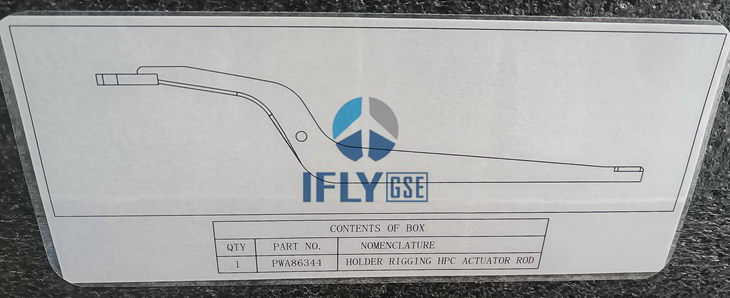 IFLY GSE
CONTENTS OF BOX
QTY PART NO. NOMENCLATURE
1 PWA86344 HOLDER RIGGING HPC ACTUATOR ROD